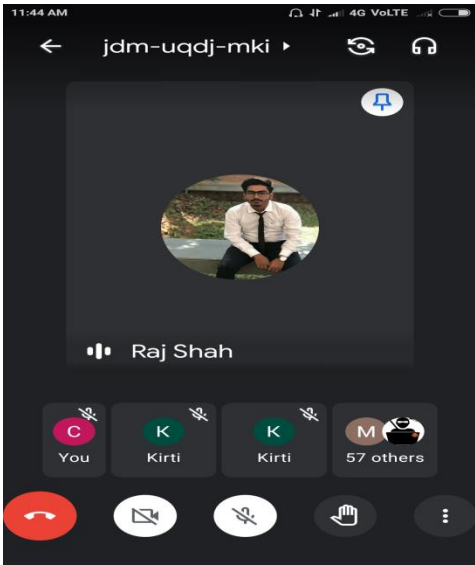 11:44 AM 4G VoLTE
jdm-uqdj-mki
Raj Shah
C K K M
You Kirti Kirti 57 others